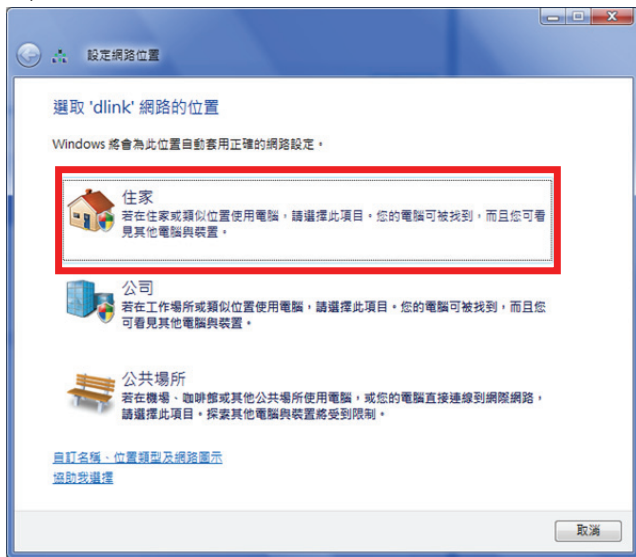 設定網路位置
選取 'dlink' 網路的位置
Windows 將會為此位置自動套用正確的網路設定。
住家
若在住家或類似位置使用電腦，請選擇此項目。您的電腦可被找到，而且您可看
見其他電腦與裝置。
公司
若在工作場所或類似位置使用電腦，請選擇此項目。您的電腦可被找到，而且您
可看見其他電腦與裝置。
公共場所
若在機場、咖啡館或其他公共場所使用電腦，或您的電腦直接連線到網際網路，
請選擇此項目。探索其他電腦與裝置將受到限制。
自訂名稱、位置類型及網路圖示
協助我選擇
取消